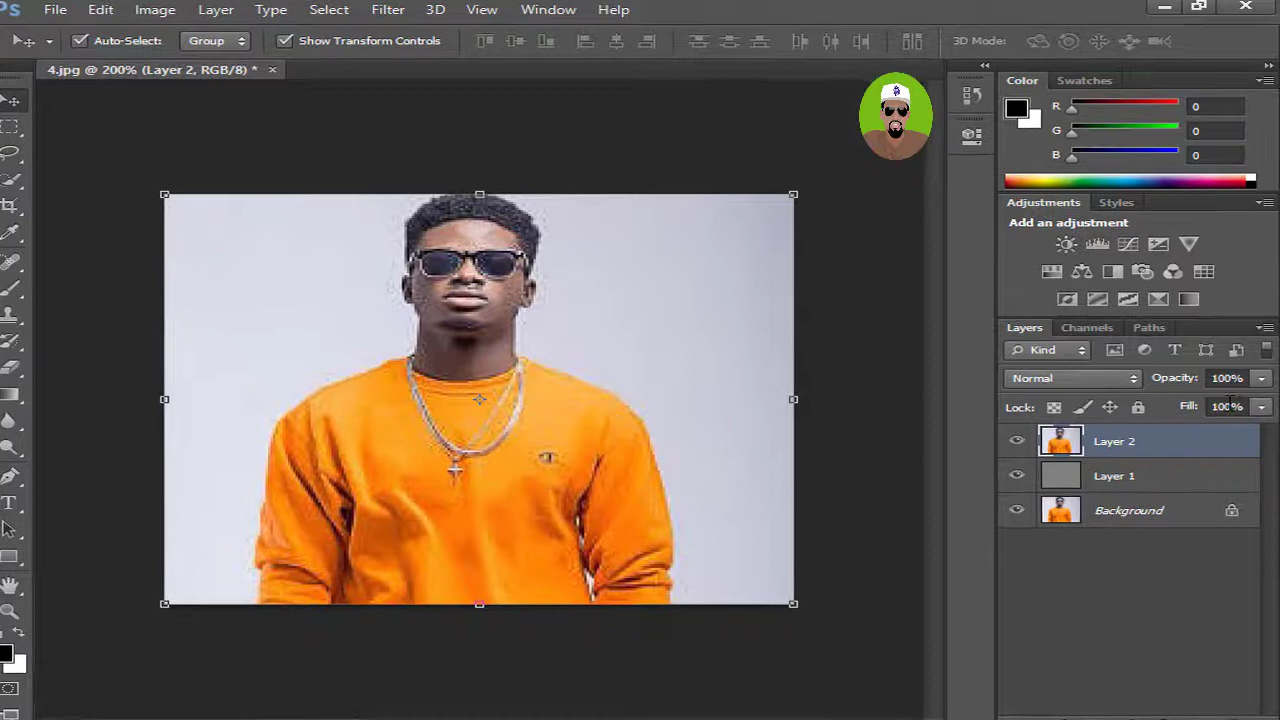 Ps File Edit Image Layer Type Select Filter 3D View Window Help
Auto-Select: Group Show Transform Controls 3D Mode:
4.jpg @ 200% (Layer 2, RGB/8) * ×
Color Swatches
R 0
G 0
B 0
Adjustments Styles
Add an adjustment
Layers Channels Paths
Kind T
Normal Opacity: 100%
Lock: Fill: 100%
Layer 2
Layer 1
Background